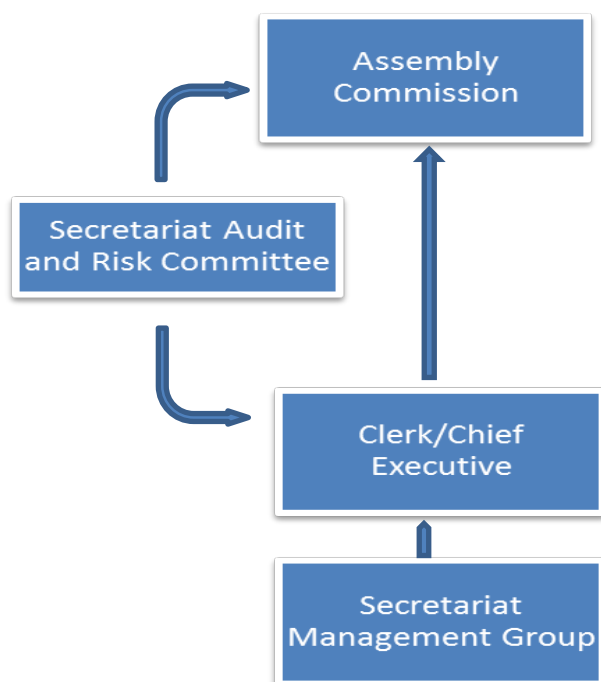 Assembly
Commission
Secretariat Audit
and Risk Committee
Clerk/Chief
Executive
Secretariat
Management Group